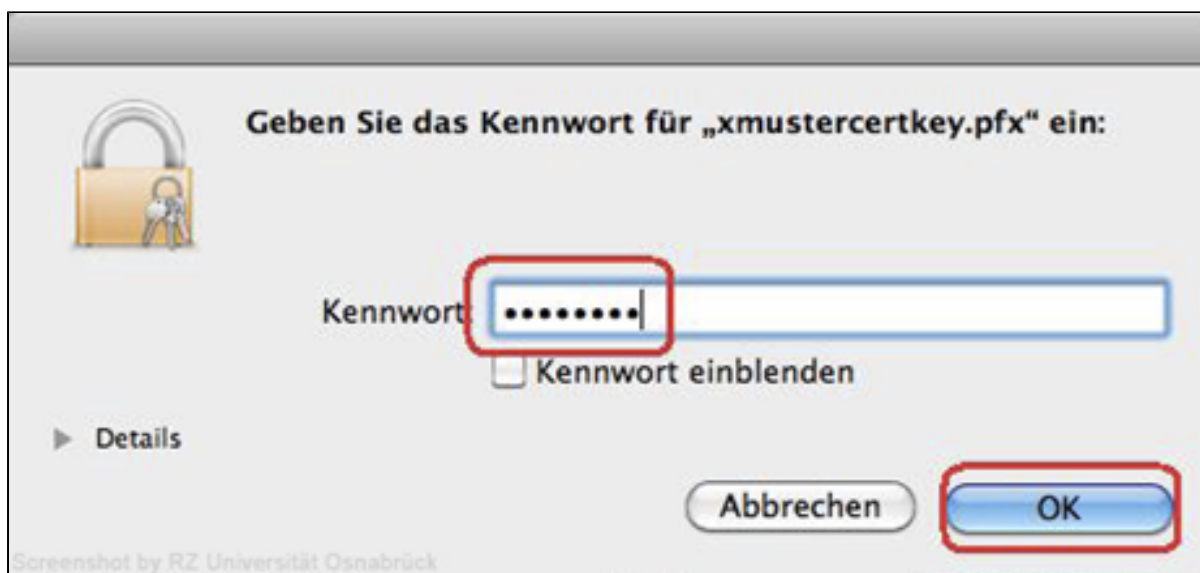 Geben Sie das Kennwort für „xmustercertkey.pfx“ ein:
Kennwort: ••••••••
Kennwort einblenden
Details
Abbrechen OK
Screenshot by RZ Universität Osnabrück